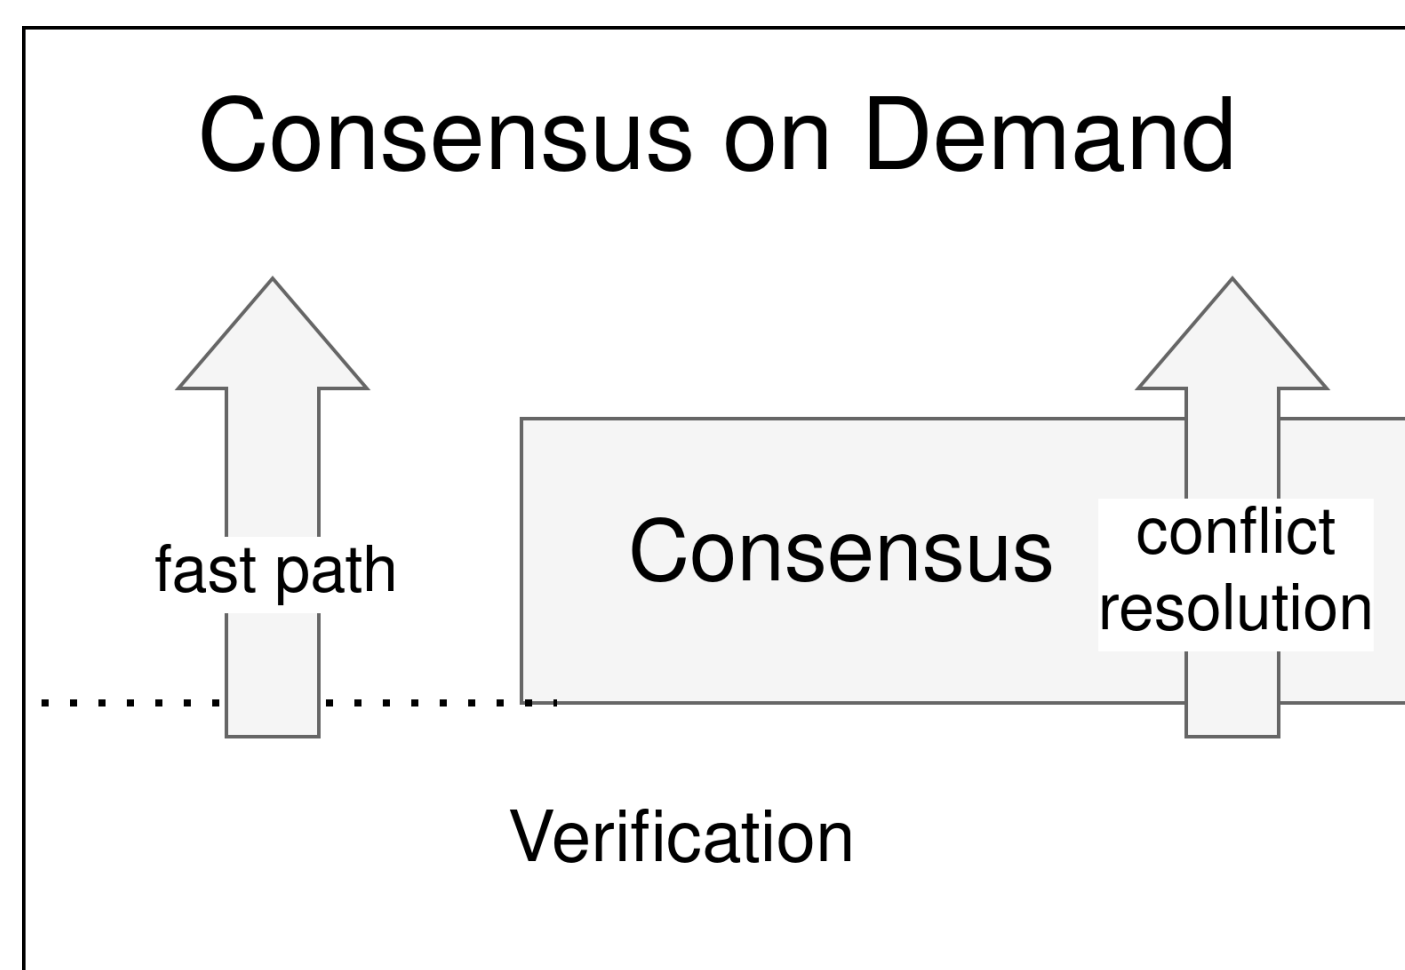 Consensus on Demand
fast path
Consensus
conflict
resolution
Verification